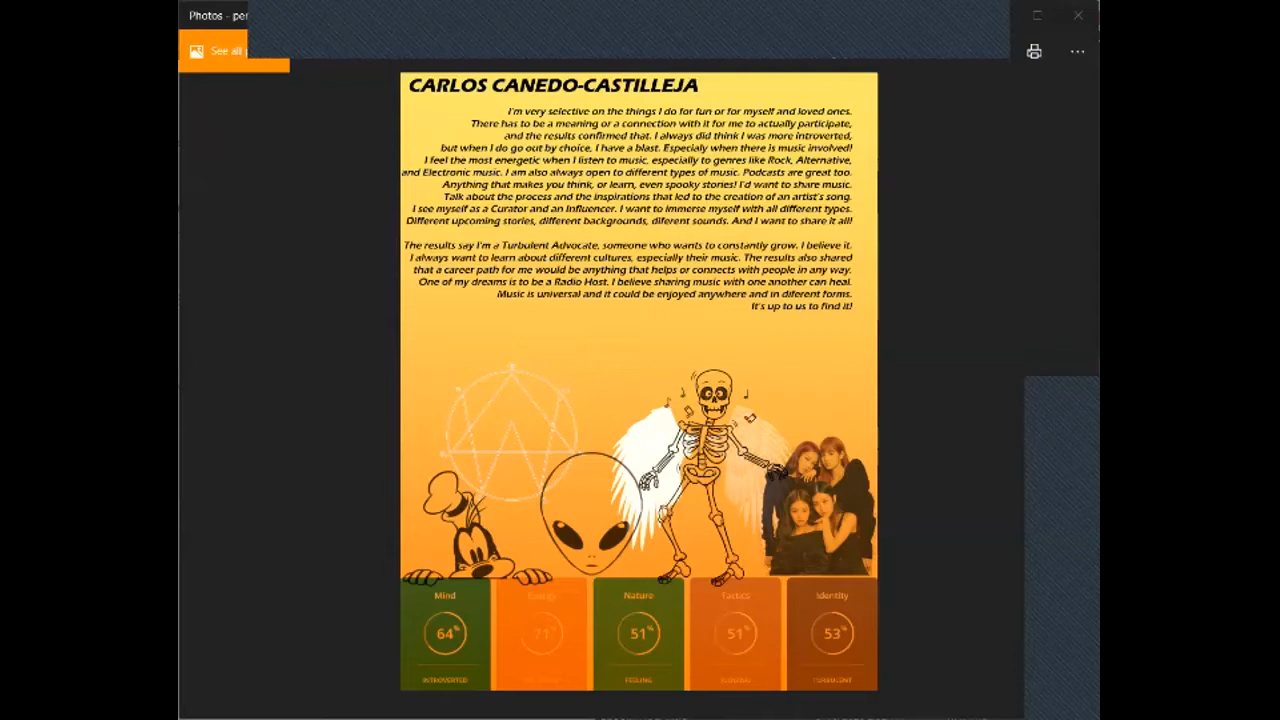 Photos - per
See all
CARLOS CANEDO-CASTILLEJA
I'm very selective on the things I do for fun or for myself and loved ones.
There has to be a meaning or a connection with it for me to actually participate,
and the results confirmed that. I always did think I was more introverted,
but when I do go out by choice, I have a blast. Especialy when there is music involved!
I feel the most energetic when I listen to music, especially to genres like Rock, Alternative,
and Electronic music. I am also always open to different types of music. Podcasts are great too.
Anything that makes you think, or learn, even spooky stories! I'd want to share music.
Talk about the process and the inspirations that led to the creation of an artist's song.
I see myself as a Curator and an Influencer. I want to immerse myself with all different types.
Different upcoming stories, different backgrounds, diferent sounds. And I want to share it all!
The results say I'm a Turbulent Advocate, someone who wants to constantly grow. I believe it.
I always want to learn about different cultures, especially their music. The results also shared
that a career path for me would be anything that helps or connects with people in any way.
One of my dreams is to be a Radio Host. I believe sharing music with one another can heal.
Music is universal and it could be enjoyed anywhere and in diferent forms.
It's up to us to find it!
Mind Energy Nature Tactics Identity
64% 71% 51% 51% 53%
INTROVERTED FEELING JUDGING TURBULENT